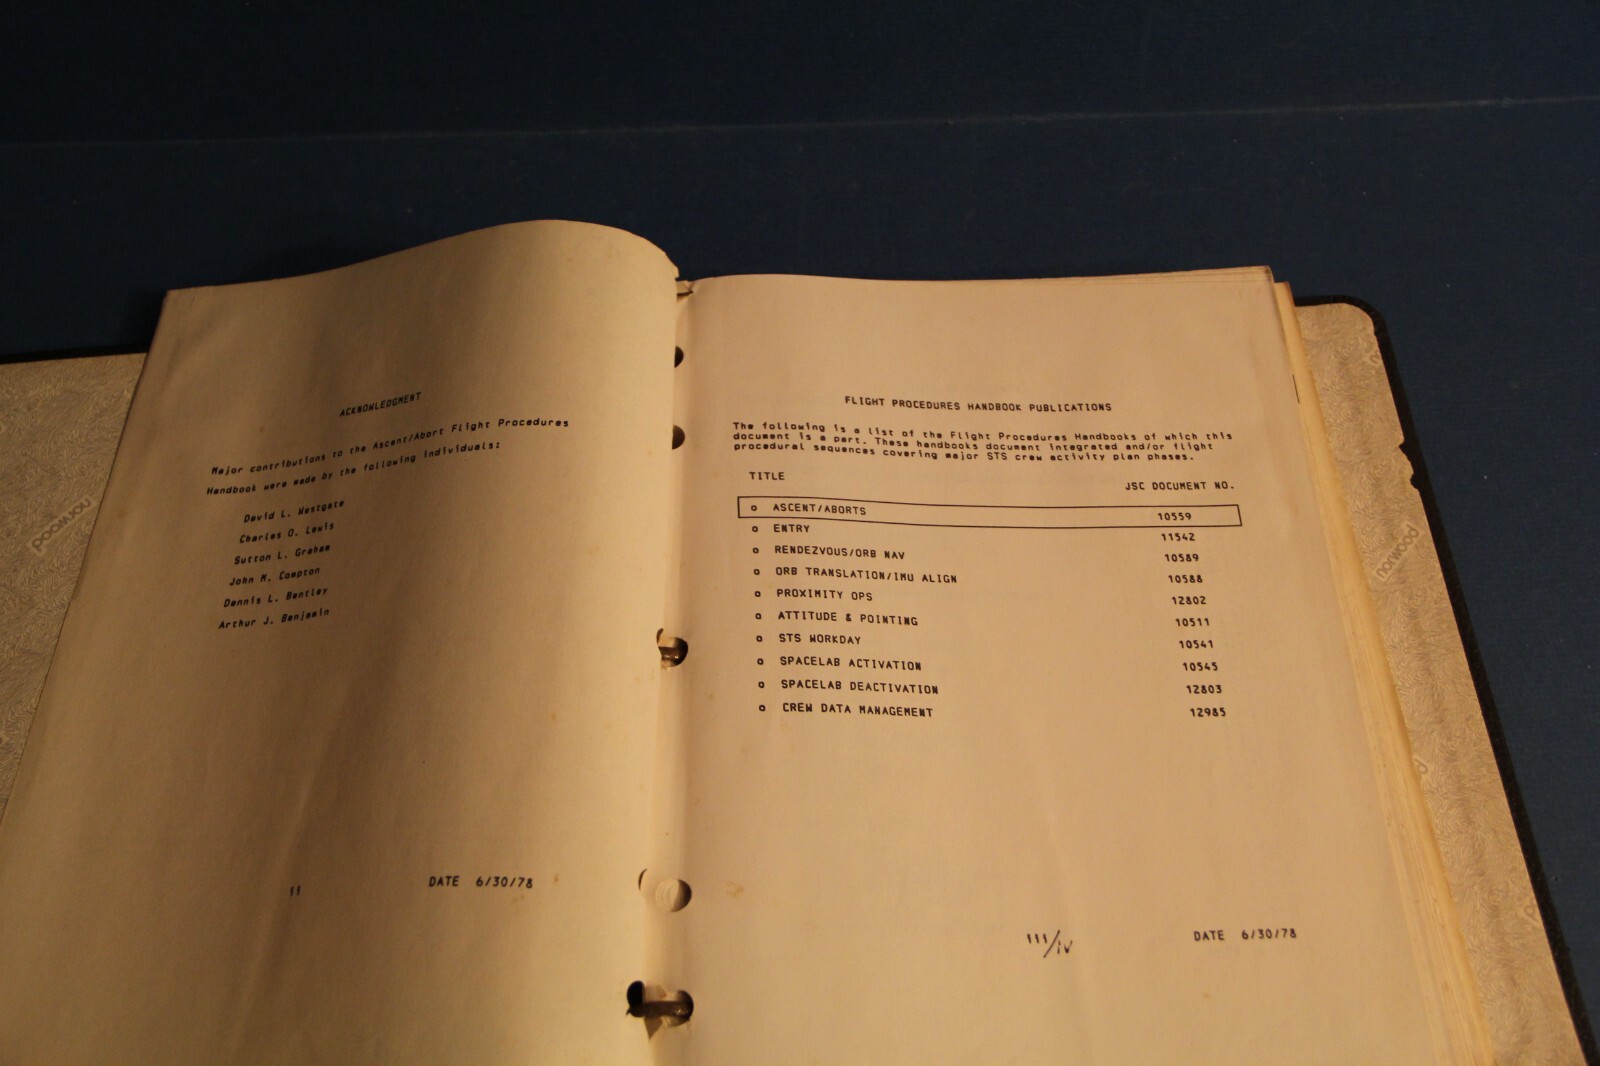 ACKNOWLEDGMENT
Major contributions to the Ascent/Abort Flight Procedures
Handbook were made by the following individuals:
David L. Westgate
Charles O. Lewis
Sutton L. Graham
John M. Compton
Dennis L. Bentley
Arthur J. Benjamin
ii
DATE 6/30/78
FLIGHT PROCEDURES HANDBOOK PUBLICATIONS
The following is a list of the Flight Procedures Handbooks of which this
document is a part. These handbooks document integrated and/or flight
procedural sequences covering major STS crew activity plan phases.
TITLE JSC DOCUMENT NO.
o ASCENT/ABORTS 10559
o ENTRY 11542
o RENDEZVOUS/ORB NAV 10589
o ORB TRANSLATION/IMU ALIGN 10588
o PROXIMITY OPS 12802
o ATTITUDE & POINTING 10511
o STS WORKDAY 10541
o SPACELAB ACTIVATION 10545
o SPACELAB DEACTIVATION 12803
o CREW DATA MANAGEMENT 12985
iii/iv
DATE 6/30/78
norwood
norwood